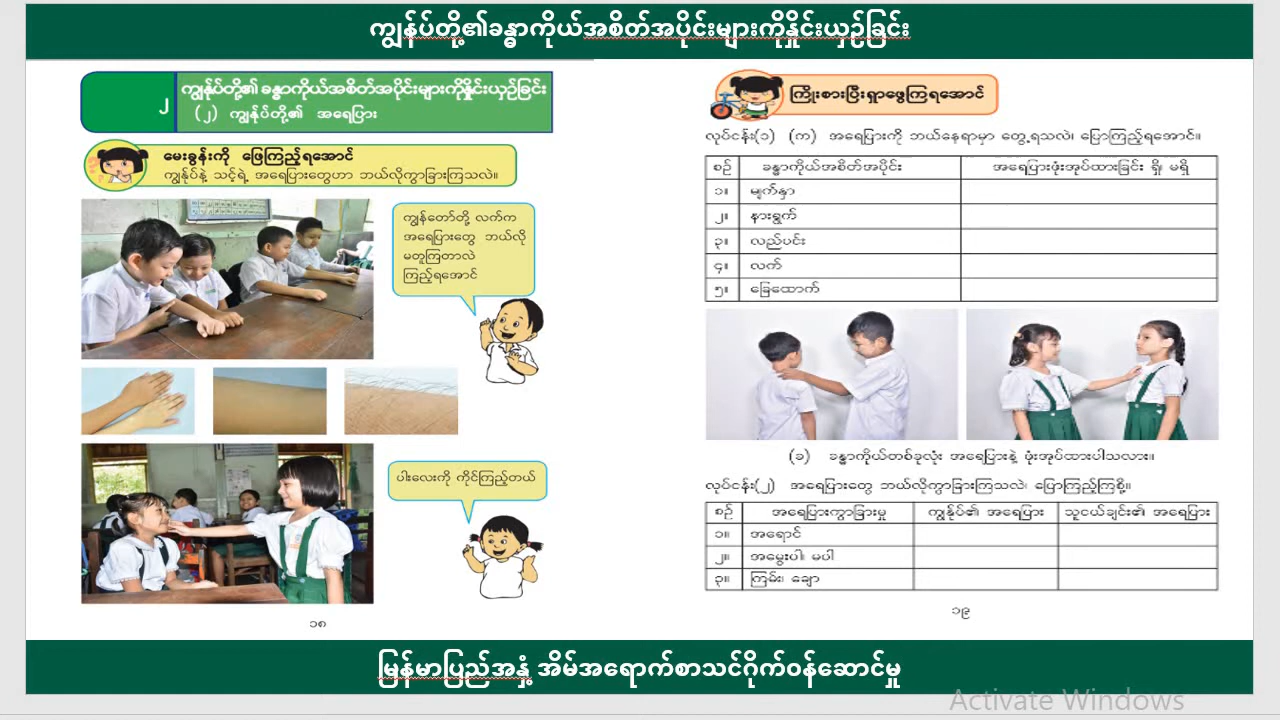 ကျွန်ုပ်တို့၏ခန္ဓာကိုယ်အစိတ်အပိုင်းများကိုနှိုင်းယှဉ်ခြင်း
၂
ကျွန်ုပ်တို့၏ ခန္ဓာကိုယ်အစိတ်အပိုင်းများကိုနှိုင်းယှဉ်ခြင်း
(၂) ကျွန်ုပ်တို့၏ အရေပြား
မေးခွန်းကို ဖြေကြည့်ရအောင်
ကျွန်ုပ်နဲ့ သင့်ရဲ့ အရေပြားတွေဟာ ဘယ်လိုကွာခြားကြသလဲ။
ကျွန်တော်တို့ လက်က
အရေပြားတွေ ဘယ်လို
မတူကြတာလဲ
ကြည့်ရအောင်
ပါးလေးကို ကိုင်ကြည့်တယ်
၁၈
ကြိုးစားပြီးရှာဖွေကြရအောင်
လုပ်ငန်း(၁) (က) အရေပြားကို ဘယ်နေရာမှာ တွေ့ရသလဲ၊ ပြောကြည့်ရအောင်။
စဉ် ခန္ဓာကိုယ်အစိတ်အပိုင်း အရေပြားဖုံးအုပ်ထားခြင်း ရှိ၊ မရှိ
၁။ မျက်နှာ
၂။ နားရွက်
၃။ လည်ပင်း
၄။ လက်
၅။ ခြေထောက်
(ခ) ခန္ဓာကိုယ်တစ်ခုလုံး အရေပြားနဲ့ ဖုံးအုပ်ထားပါသလား။
လုပ်ငန်း(၂) အရေပြားတွေ ဘယ်လိုကွာခြားကြသလဲ၊ ပြောကြည့်ကြစို့။
စဉ် အရေပြားကွာခြားမှု ကျွန်ုပ်၏ အရေပြား သူငယ်ချင်း၏ အရေပြား
၁။ အရောင်
၂။ အမွေးပါ၊ မပါ
၃။ ကြမ်း၊ ချော
၁၉
မြန်မာပြည်အနှံ့ အိမ်အရောက်စာသင်ဂိုက်ဝန်ဆောင်မှု
Activate Windows